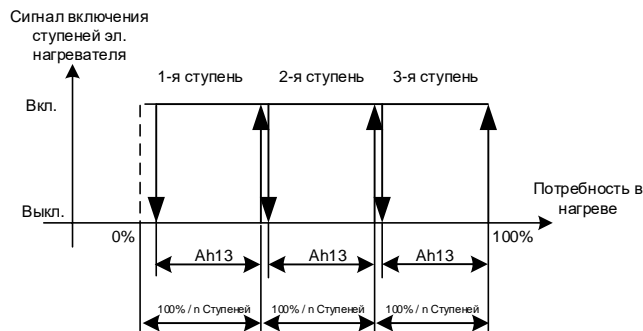 Сигнал включения
ступеней эл.
нагревателя
1-я ступень
2-я ступень
3-я ступень
Вкл.
Выкл.
Потребность в
нагреве
0%
100%
Ah13
Ah13
Ah13
100% / n Ступеней
100% / n Ступеней
100% / n Ступеней